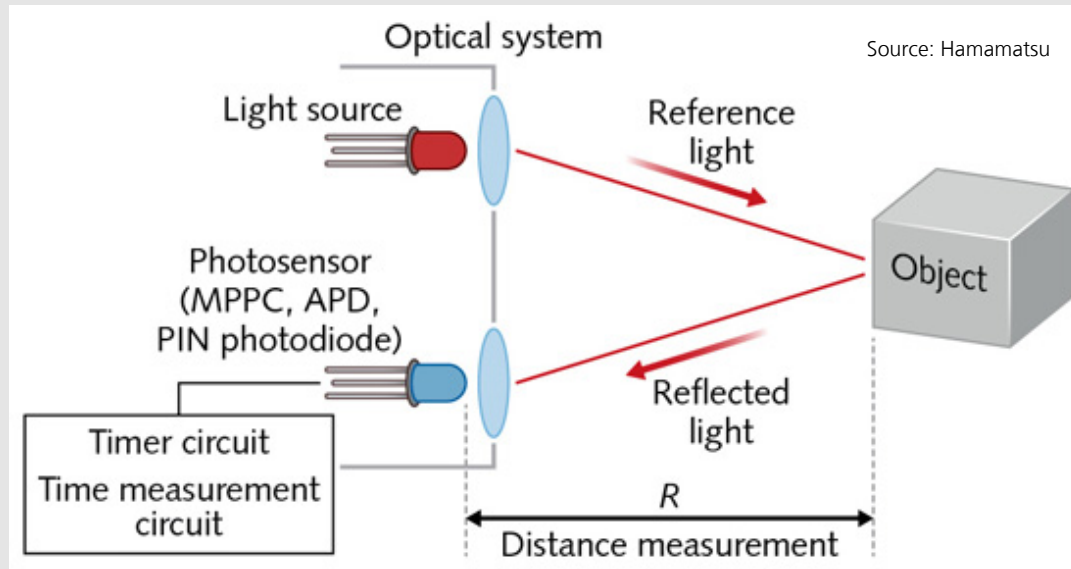 Optical system
Source: Hamamatsu
Light source
Reference
light
Object
Photosensor
(MPPC, APD,
PIN photodiode)
Reflected
light
Timer circuit
Time measurement
circuit
R
Distance measurement